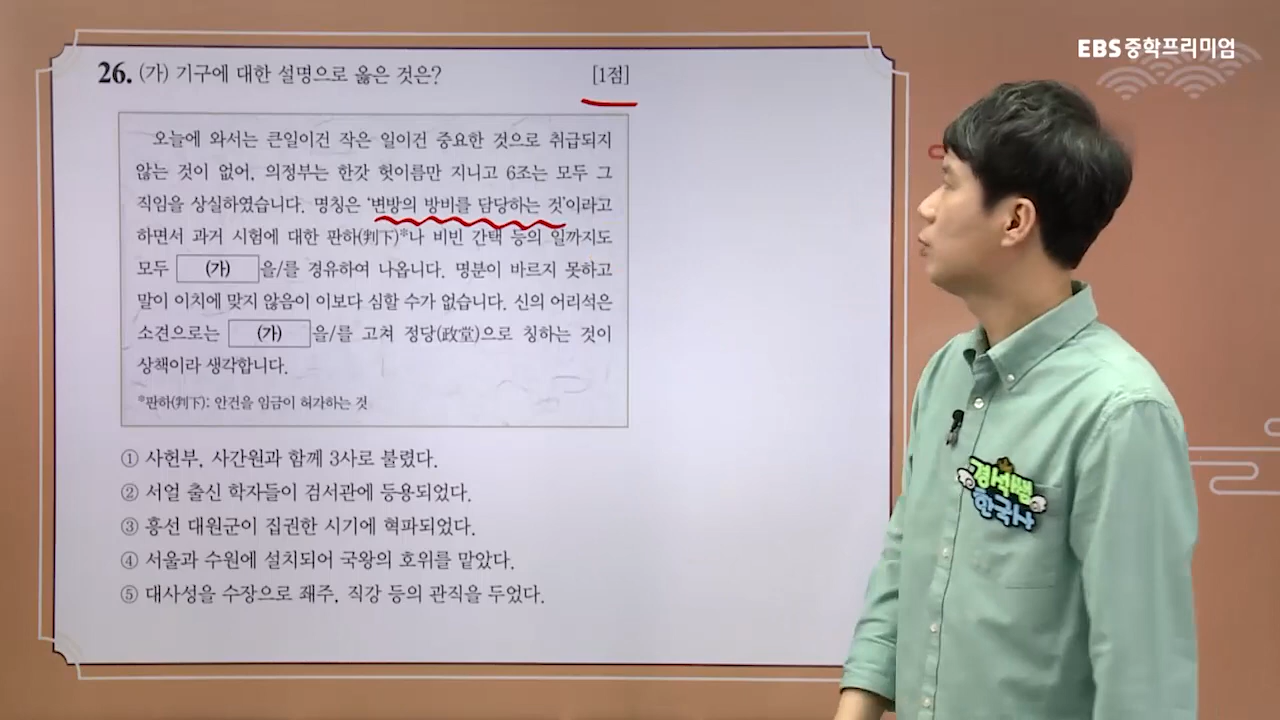 EBS 중학프리미엄
26. (가) 기구에 대한 설명으로 옳은 것은? [1점]
오늘에 와서는 큰일이건 작은 일이건 중요한 것으로 취급되지
않는 것이 없어, 의정부는 한갓 헛이름만 지니고 6조는 모두 그
직임을 상실하였습니다. 명칭은 '변방의 방비를 담당하는 것'이라고
하면서 과거 시험에 대한 판하(判下)*나 비빈 간택 등의 일까지도
모두 (가) 을/를 경유하여 나옵니다. 명분이 바르지 못하고
말이 이치에 맞지 않음이 이보다 심할 수가 없습니다. 신의 어리석은
소견으로는 (가) 을/를 고쳐 정당(政堂)으로 칭하는 것이
상책이라 생각합니다.
*판하(判下): 안건을 임금이 허가하는 것
① 사헌부, 사간원과 함께 3사로 불렸다.
② 서얼 출신 학자들이 검서관에 등용되었다.
③ 흥선 대원군이 집권한 시기에 혁파되었다.
④ 서울과 수원에 설치되어 국왕의 호위를 맡았다.
⑤ 대사성을 수장으로 좨주, 직강 등의 관직을 두었다.
경석쌤
한국사